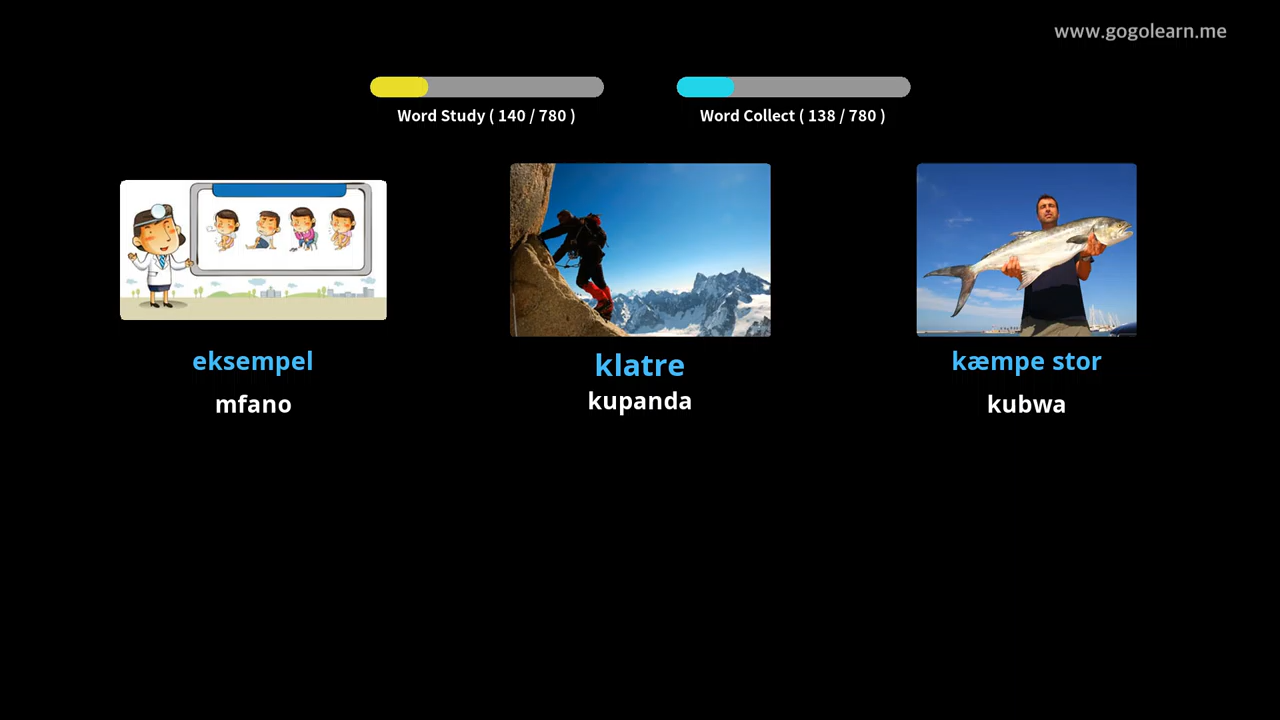 www.gogolearn.me
Word Study ( 140 / 780 )
Word Collect ( 138 / 780 )
eksempel
mfano
klatre
kupanda
kæmpe stor
kubwa